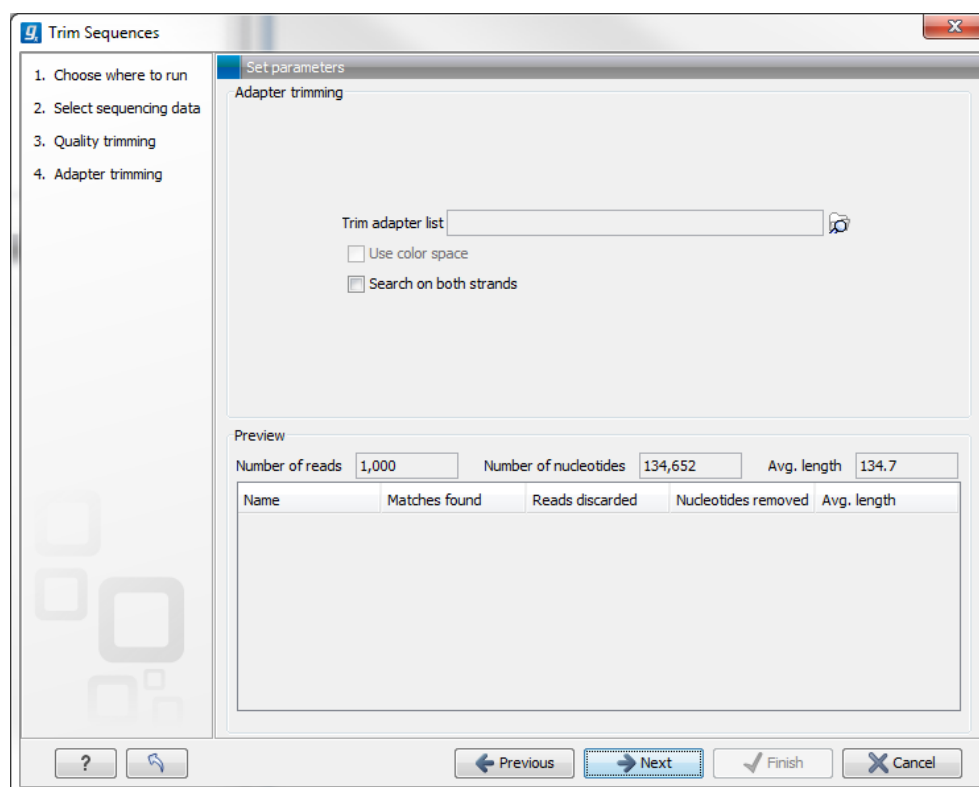 Trim Sequences
1. Choose where to run
2. Select sequencing data
3. Quality trimming
4. Adapter trimming
Set parameters
Adapter trimming
Trim adapter list
Use color space
Search on both strands
Preview
Number of reads 1,000 Number of nucleotides 134,652 Avg. length 134.7
Name Matches found Reads discarded Nucleotides removed Avg. length
? Previous Next Finish Cancel